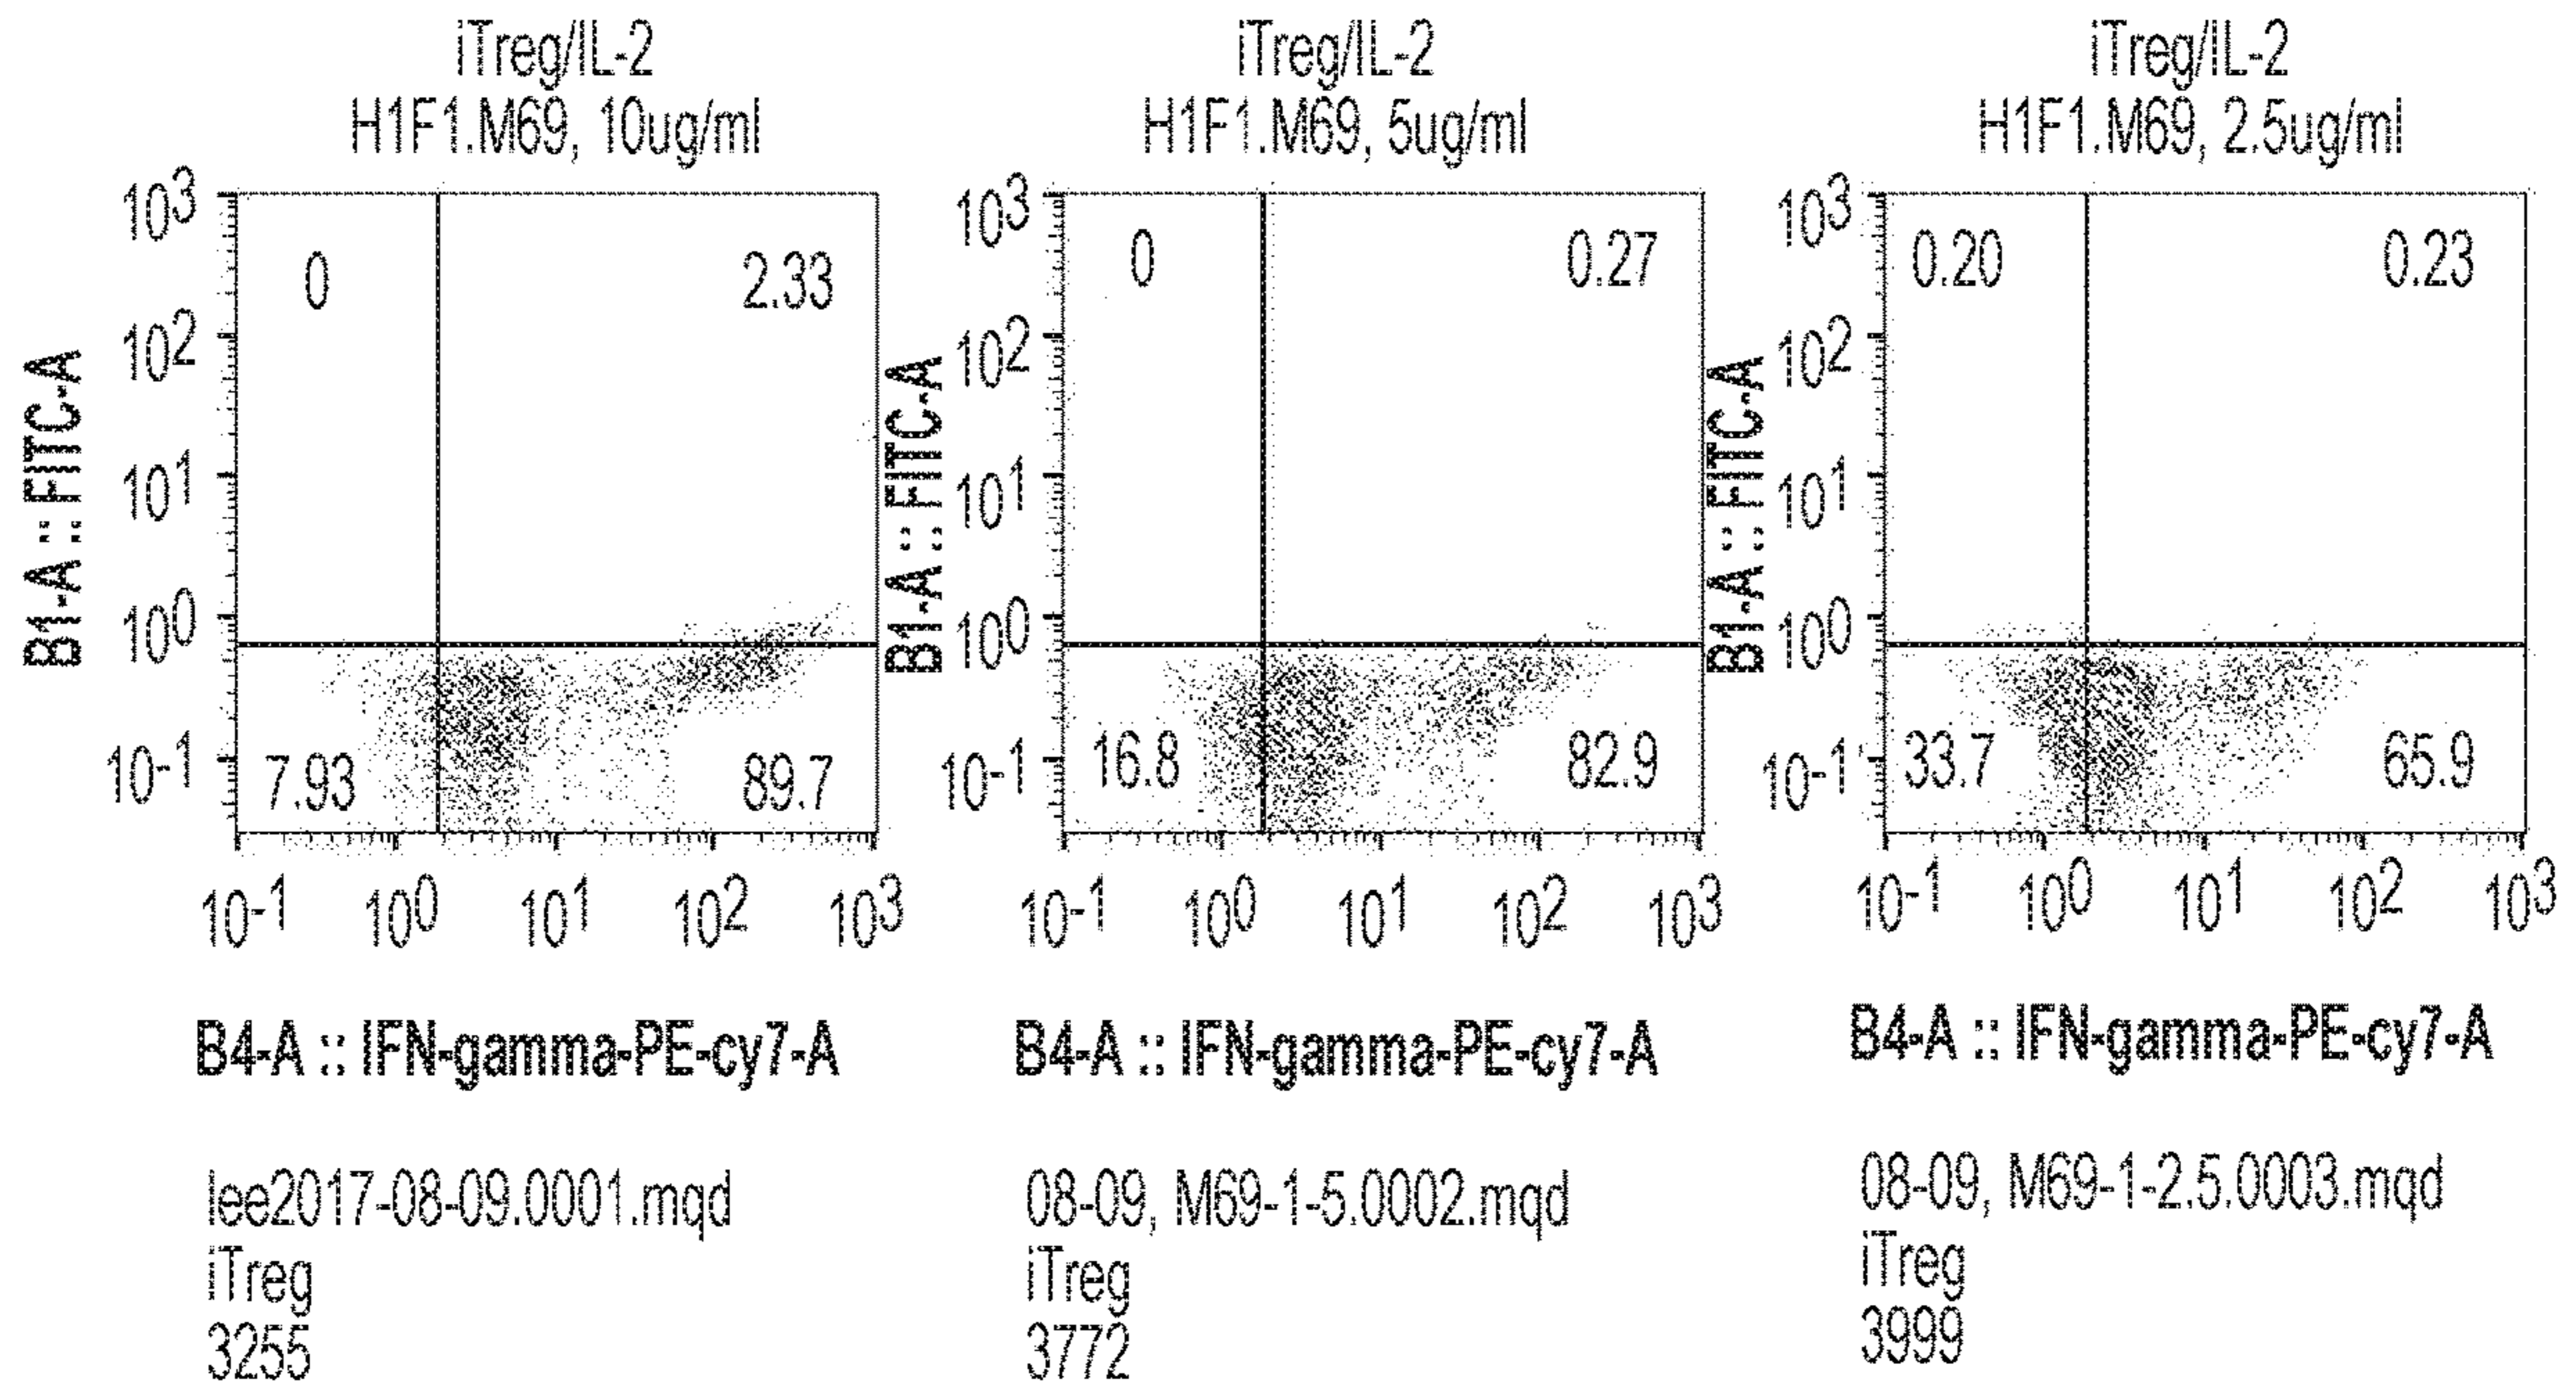 iTreg/IL-2
H1F1.M69, 10ug/ml
10³
10²
10¹
10⁰
10⁻¹
B1-A :: FITC-A
0
2.33
7.93
89.7
10⁻¹ 10⁰ 10¹ 10² 10³
B4-A :: IFN-gamma-PE-cy7-A
lee2017-08-09.0001.mqd
iTreg
3255
iTreg/IL-2
H1F1.M69, 5ug/ml
10³
10²
10¹
10⁰
10⁻¹
B1-A :: FITC-A
0
0.27
16.8
82.9
10⁻¹ 10⁰ 10¹ 10² 10³
B4-A :: IFN-gamma-PE-cy7-A
08-09, M69-1-5.0002.mqd
iTreg
3772
iTreg/IL-2
H1F1.M69, 2.5ug/ml
10³
10²
10¹
10⁰
10⁻¹
B1-A :: FITC-A
0.20
0.23
33.7
65.9
10⁻¹ 10⁰ 10¹ 10² 10³
B4-A :: IFN-gamma-PE-cy7-A
08-09, M69-1-2.5.0003.mqd
iTreg
3999